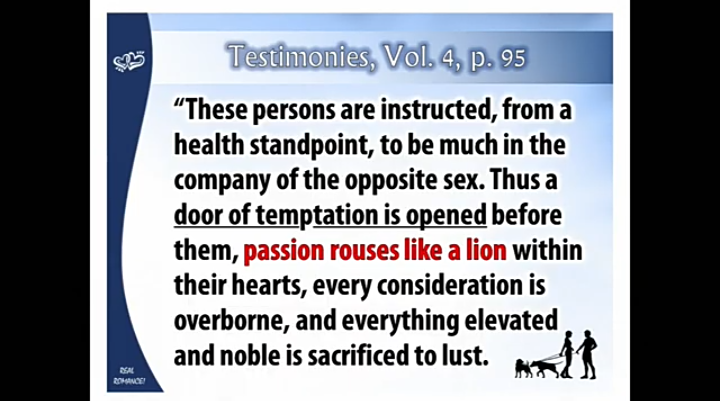 Testimonies, Vol. 4, p. 95
“These persons are instructed, from a
health standpoint, to be much in the
company of the opposite sex. Thus a
door of temptation is opened before
them, passion rouses like a lion within
their hearts, every consideration is
overborne, and everything elevated
and noble is sacrificed to lust.
REAL
ROMANCE!